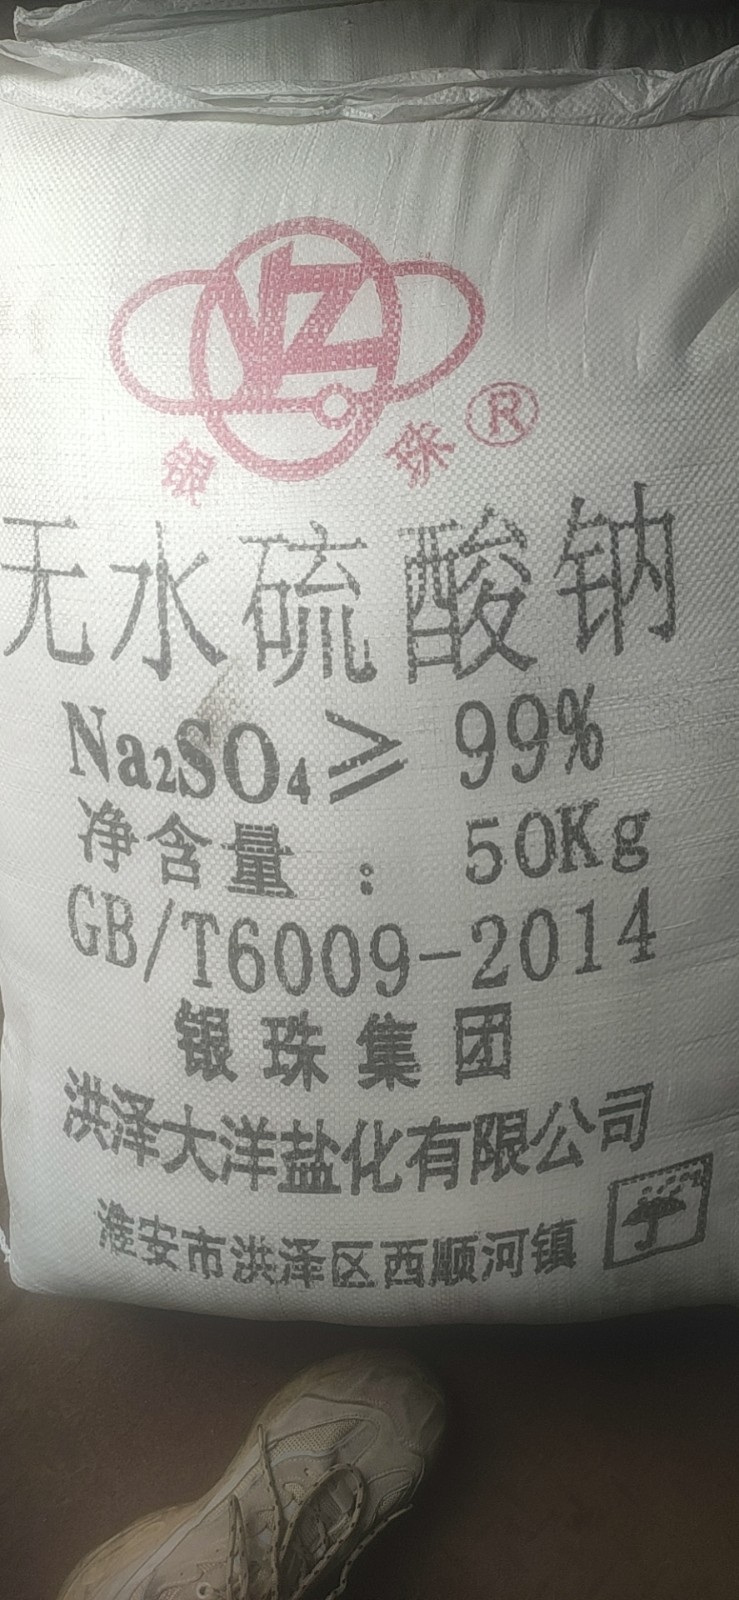 YZ
银珠®
无水硫酸钠
Na₂SO₄≥99%
净含量：50Kg
GB/T6009-2014
银珠集团
洪泽大洋盐化有限公司
淮安市洪泽区西顺河镇